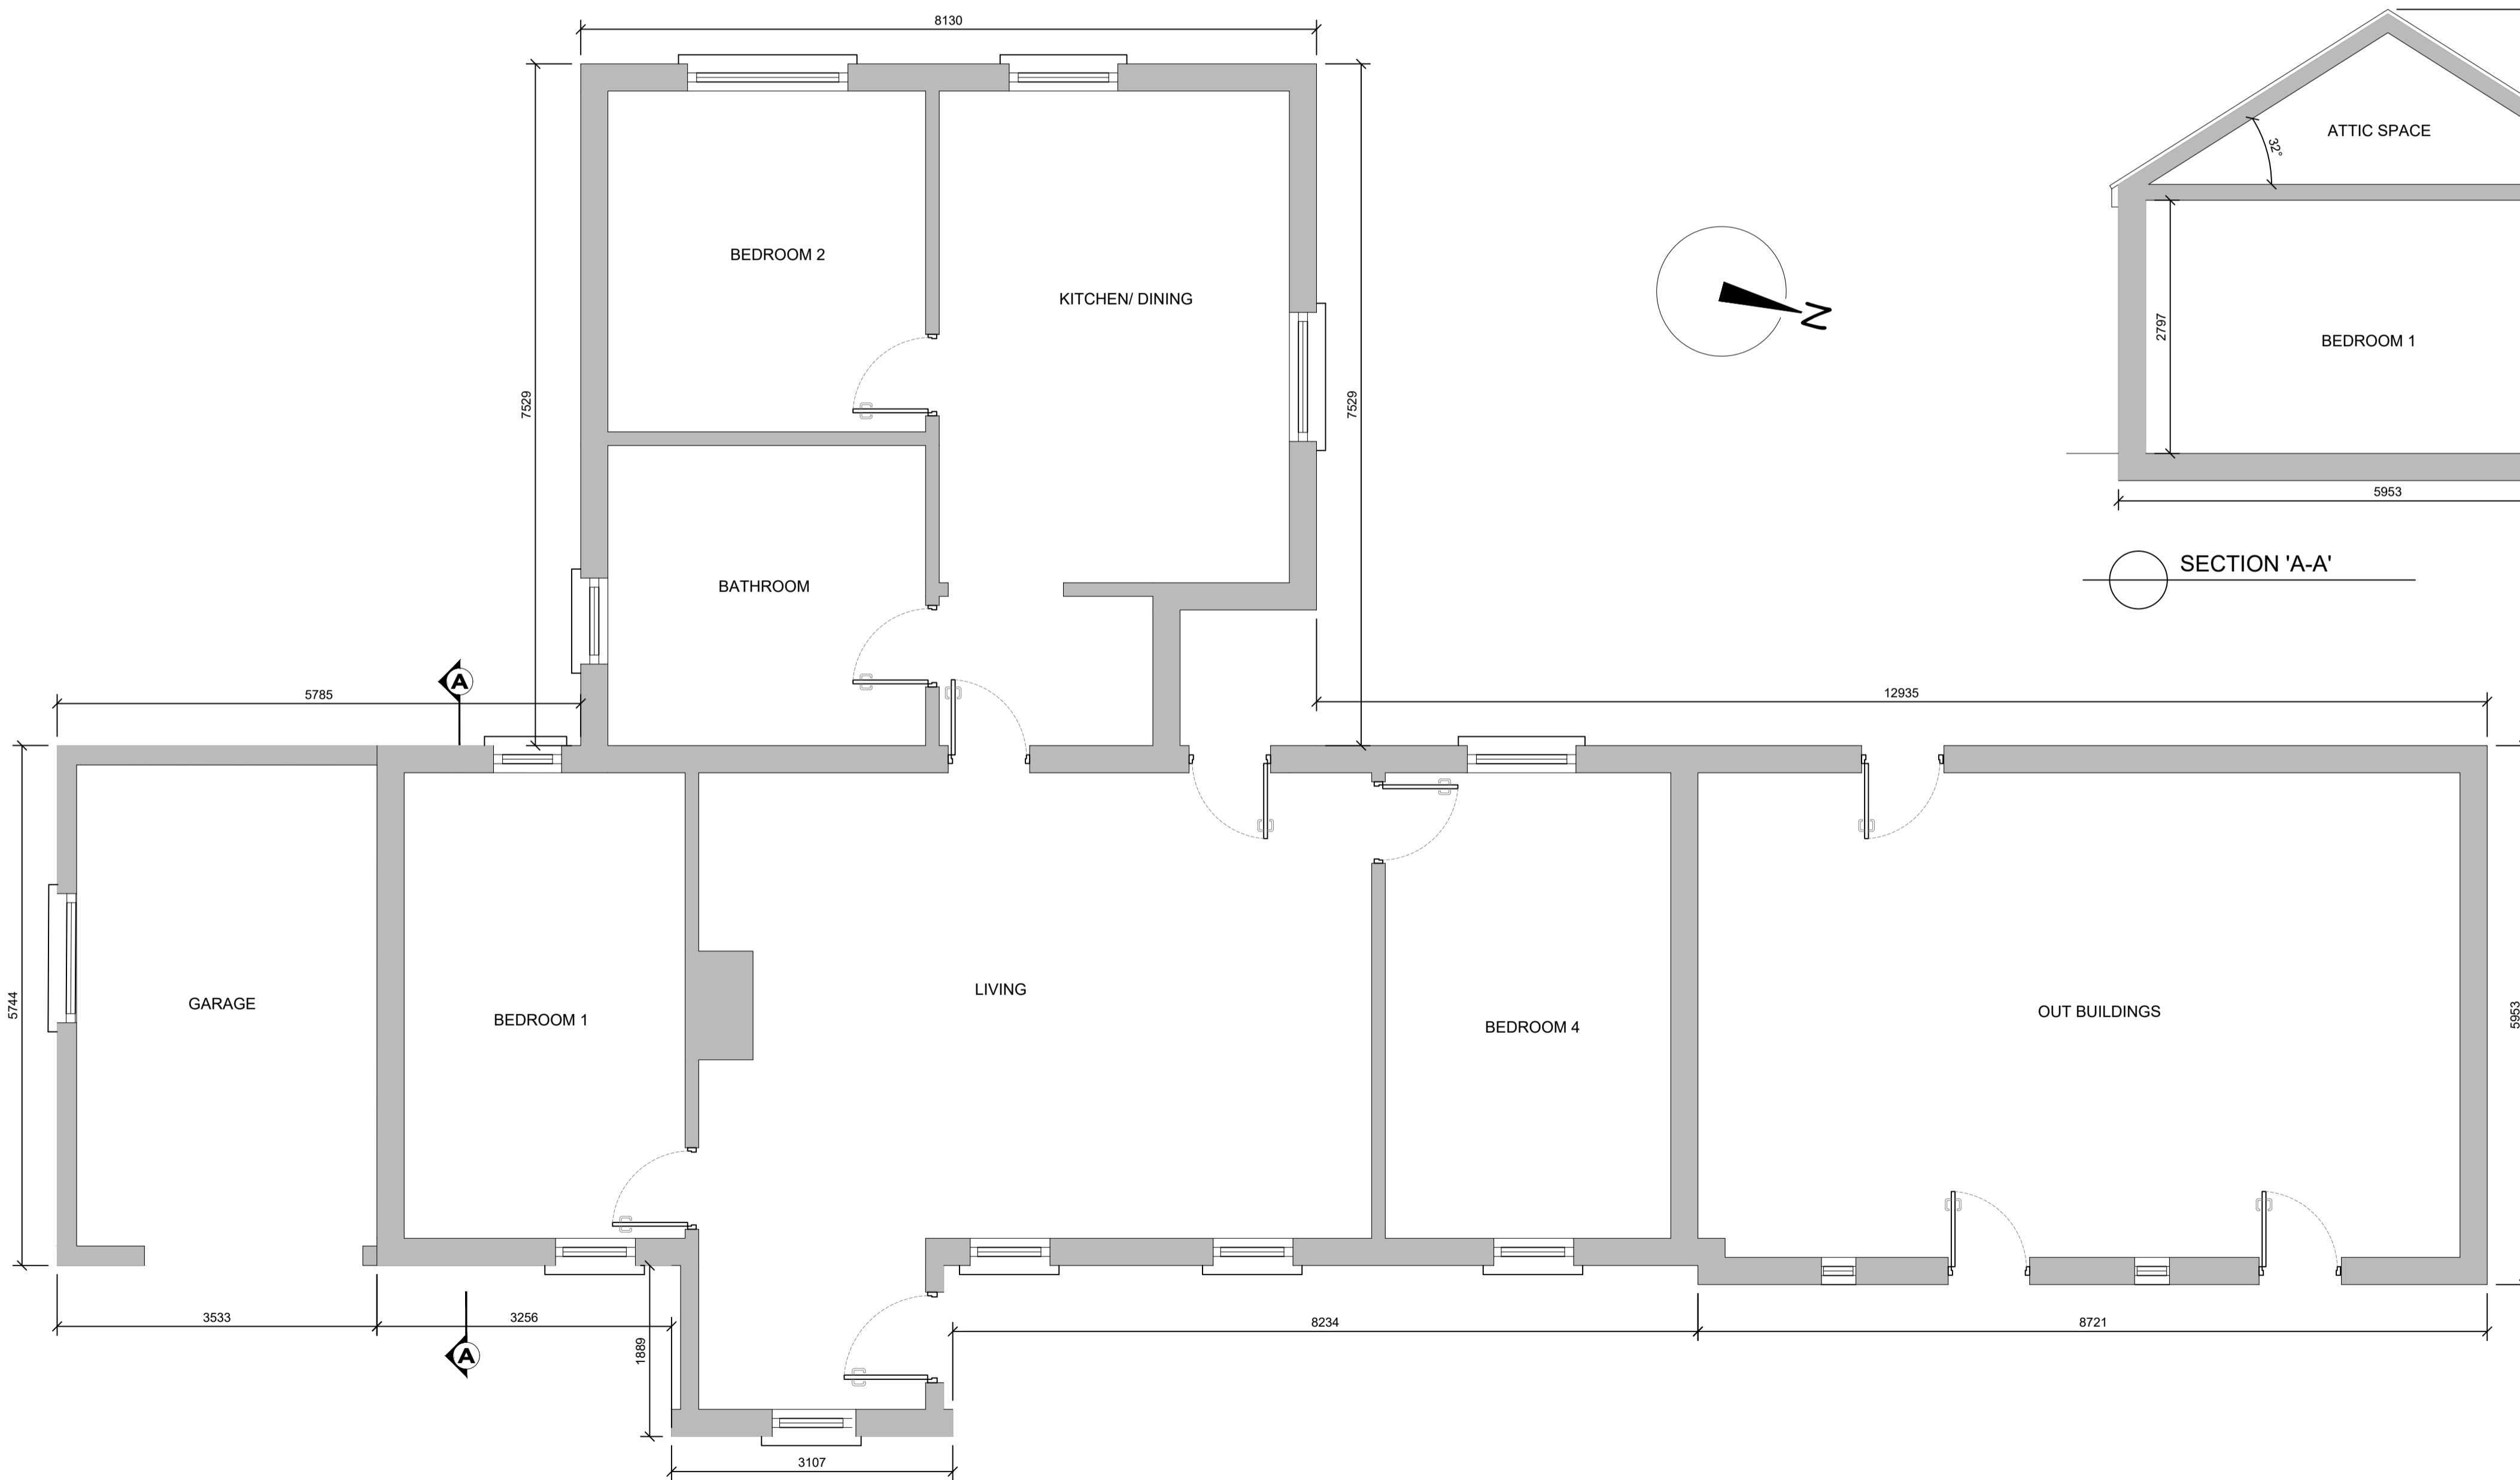 8130
ATTIC SPACE
32°
BEDROOM 2
KITCHEN/ DINING
N
2797
BEDROOM 1
7529
7529
5953
SECTION 'A-A'
BATHROOM
A
5785
12935
5744
GARAGE
BEDROOM 1
LIVING
BEDROOM 4
OUT BUILDINGS
5953
3533
3256
1889
8234
8721
A
3107